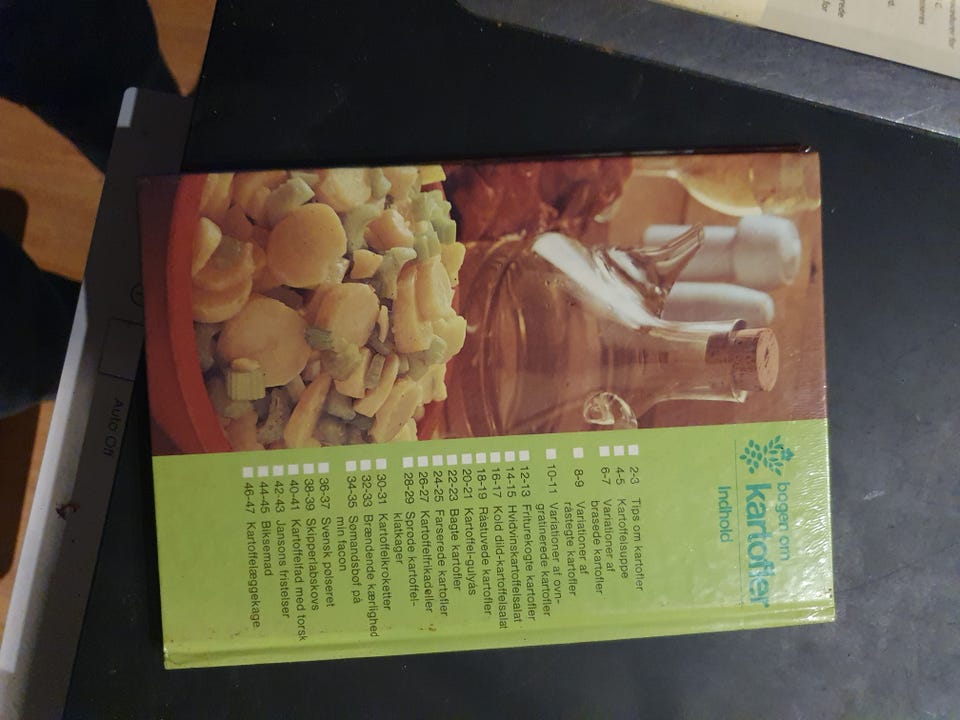 bogen om
kartofler
Indhold
2-3 Tips om kartofler
4-5 Kartoffelsuppe
6-7 Variationer af
brasede kartofler
8-9 Variationer af
råstegte kartofler
10-11 Variationer af ovn-
gratinerede kartofler
12-13 Friturekogte kartofler
14-15 Hvidvinskartoffelsalat
16-17 Kold dild-kartoffelsalat
18-19 Råstuvede kartofler
20-21 Kartoffel-gulyás
22-23 Bagte kartofler
24-25 Farserede kartofler
26-27 Kartoffelfrikadeller
28-29 Sprøde kartoffel-
klatkager
30-31 Kartoffelkroketter
32-33 Brændende kærlighed
34-35 Sømandsbøf på
min facon
36-37 Svensk pølseret
38-39 Skipperlabskovs
40-41 Kartoffelfad med torsk
42-43 Jansons fristelser
44-45 Biksemad
46-47 Kartoffelæggekage
Auto Off